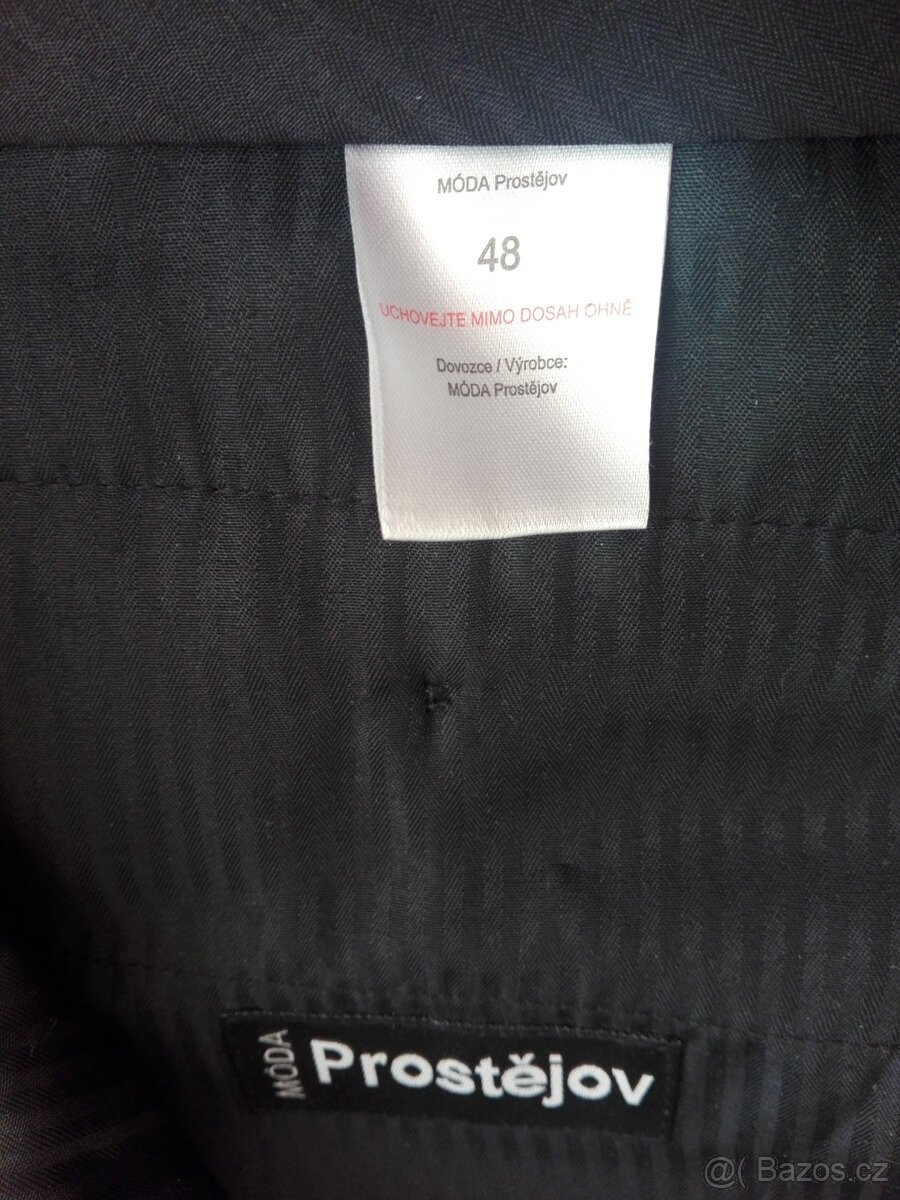 MÓDA Prostějov
48
UCHOVEJTE MIMO DOSAH OHNĚ
Dovozce / Výrobce:
MÓDA Prostějov
MÓDA Prostějov
@( Bazos.cz